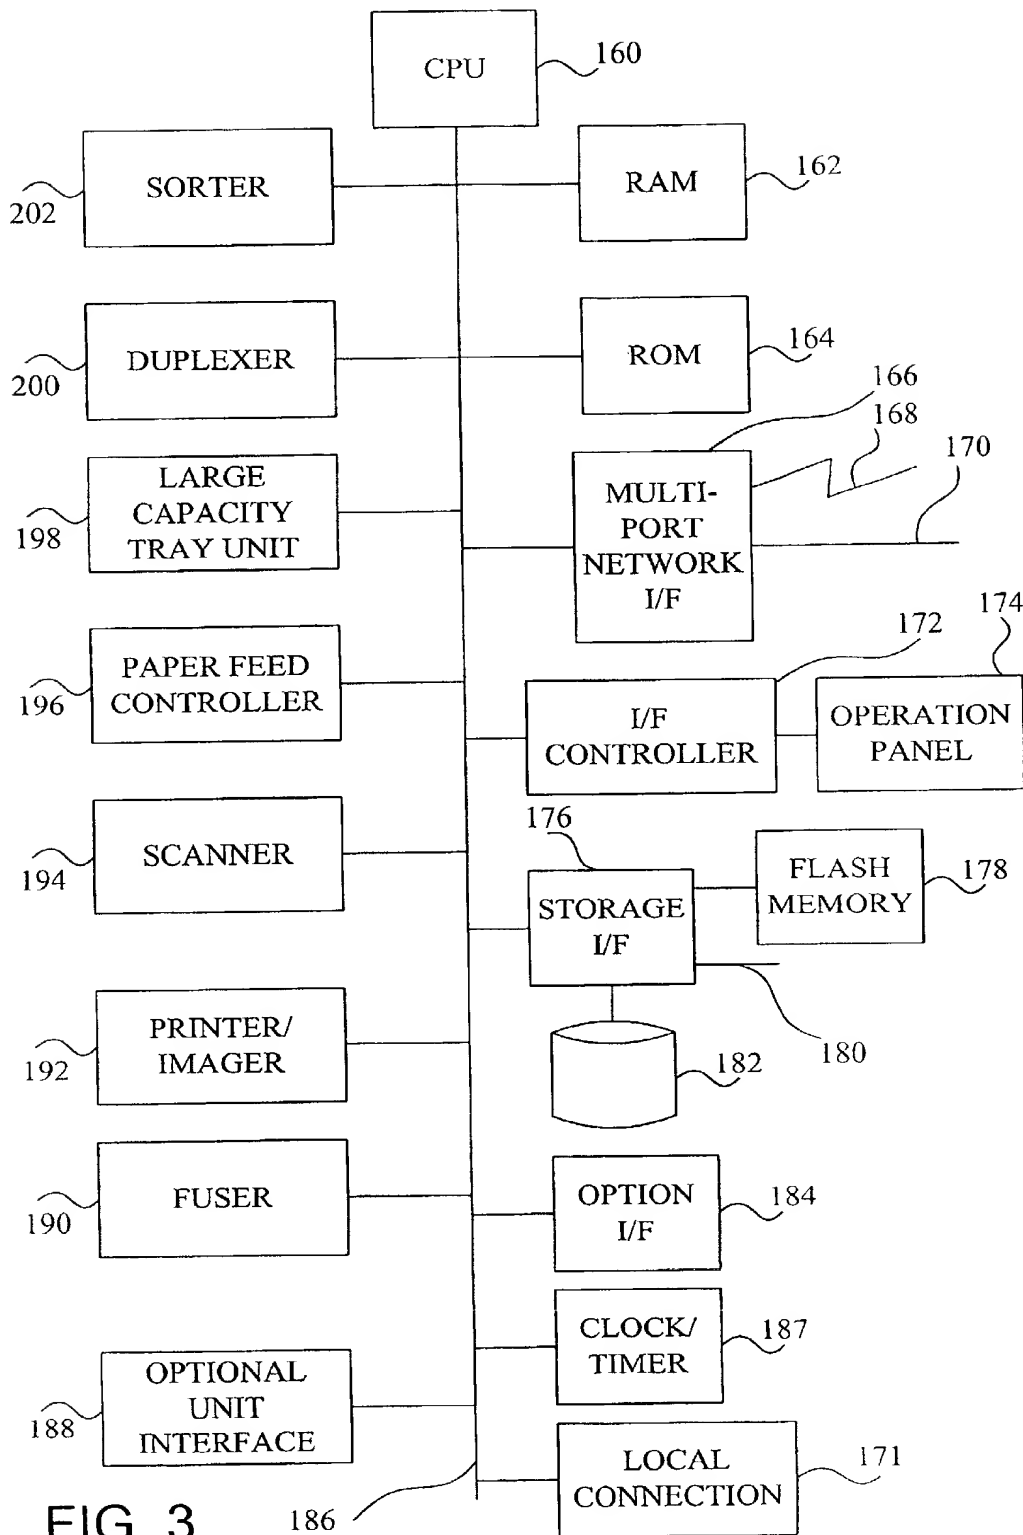 CPU
160
SORTER
202
RAM
162
DUPLEXER
200
ROM
164
166
168
170
LARGE
CAPACITY
TRAY UNIT
198
MULTI-
PORT
NETWORK
I/F
172
174
PAPER FEED
CONTROLLER
196
I/F
CONTROLLER
OPERATION
PANEL
176
SCANNER
194
STORAGE
I/F
FLASH
MEMORY
178
180
182
PRINTER/
IMAGER
192
FUSER
190
OPTION
I/F
184
CLOCK/
TIMER
187
OPTIONAL
UNIT
INTERFACE
188
LOCAL
CONNECTION
171
186
FIG. 3